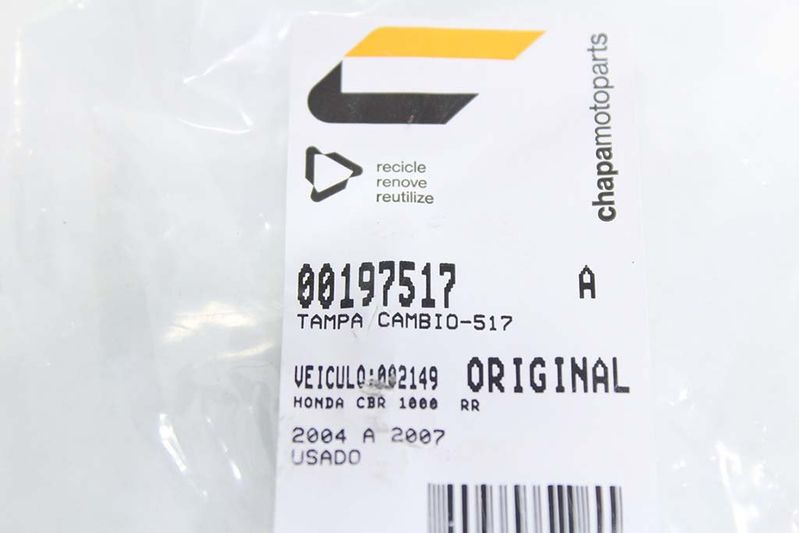 chapamotoparts
recicle
renove
reutilize
00197517 A
TAMPA CAMBIO-517
VEICULO:002149 ORIGINAL
HONDA CBR 1000 RR
2004 A 2007
USADO